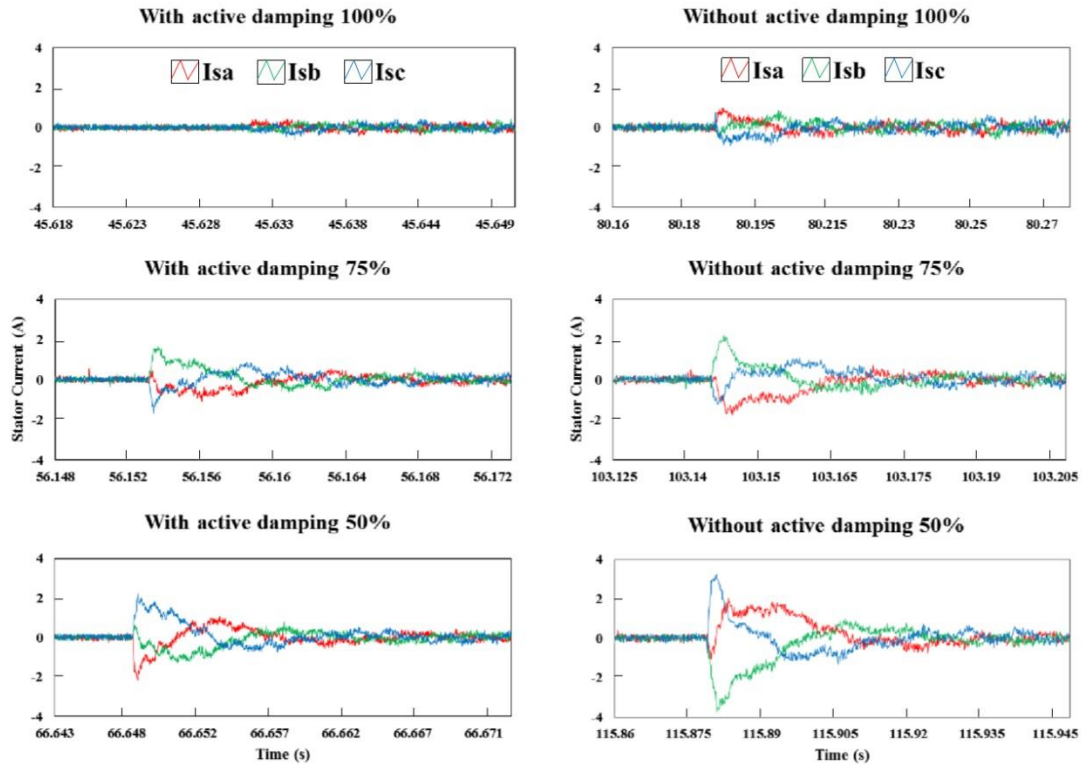 With active damping 100%
Isa Isb Isc
4
2
0
-2
-4
45.618 45.623 45.628 45.633 45.638 45.644 45.649
Without active damping 100%
Isa Isb Isc
4
2
0
-2
-4
80.16 80.18 80.195 80.215 80.23 80.25 80.27
With active damping 75%
Stator Current (A)
4
2
0
-2
-4
56.148 56.152 56.156 56.16 56.164 56.168 56.172
Without active damping 75%
Stator Current (A)
4
2
0
-2
-4
103.125 103.14 103.15 103.165 103.175 103.19 103.205
With active damping 50%
4
2
0
-2
-4
66.643 66.648 66.652 66.657 66.662 66.667 66.671
Time (s)
Without active damping 50%
4
2
0
-2
-4
115.86 115.875 115.89 115.905 115.92 115.935 115.945
Time (s)